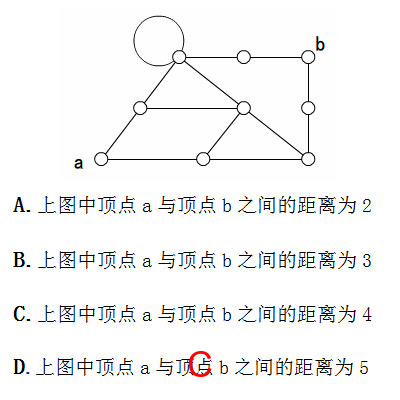 b
a
A. 上图中顶点 a 与顶点 b 之间的距离为 2
B. 上图中顶点 a 与顶点 b 之间的距离为 3
C. 上图中顶点 a 与顶点 b 之间的距离为 4
D. 上图中顶点 a 与顶点 b 之间的距离为 5
C